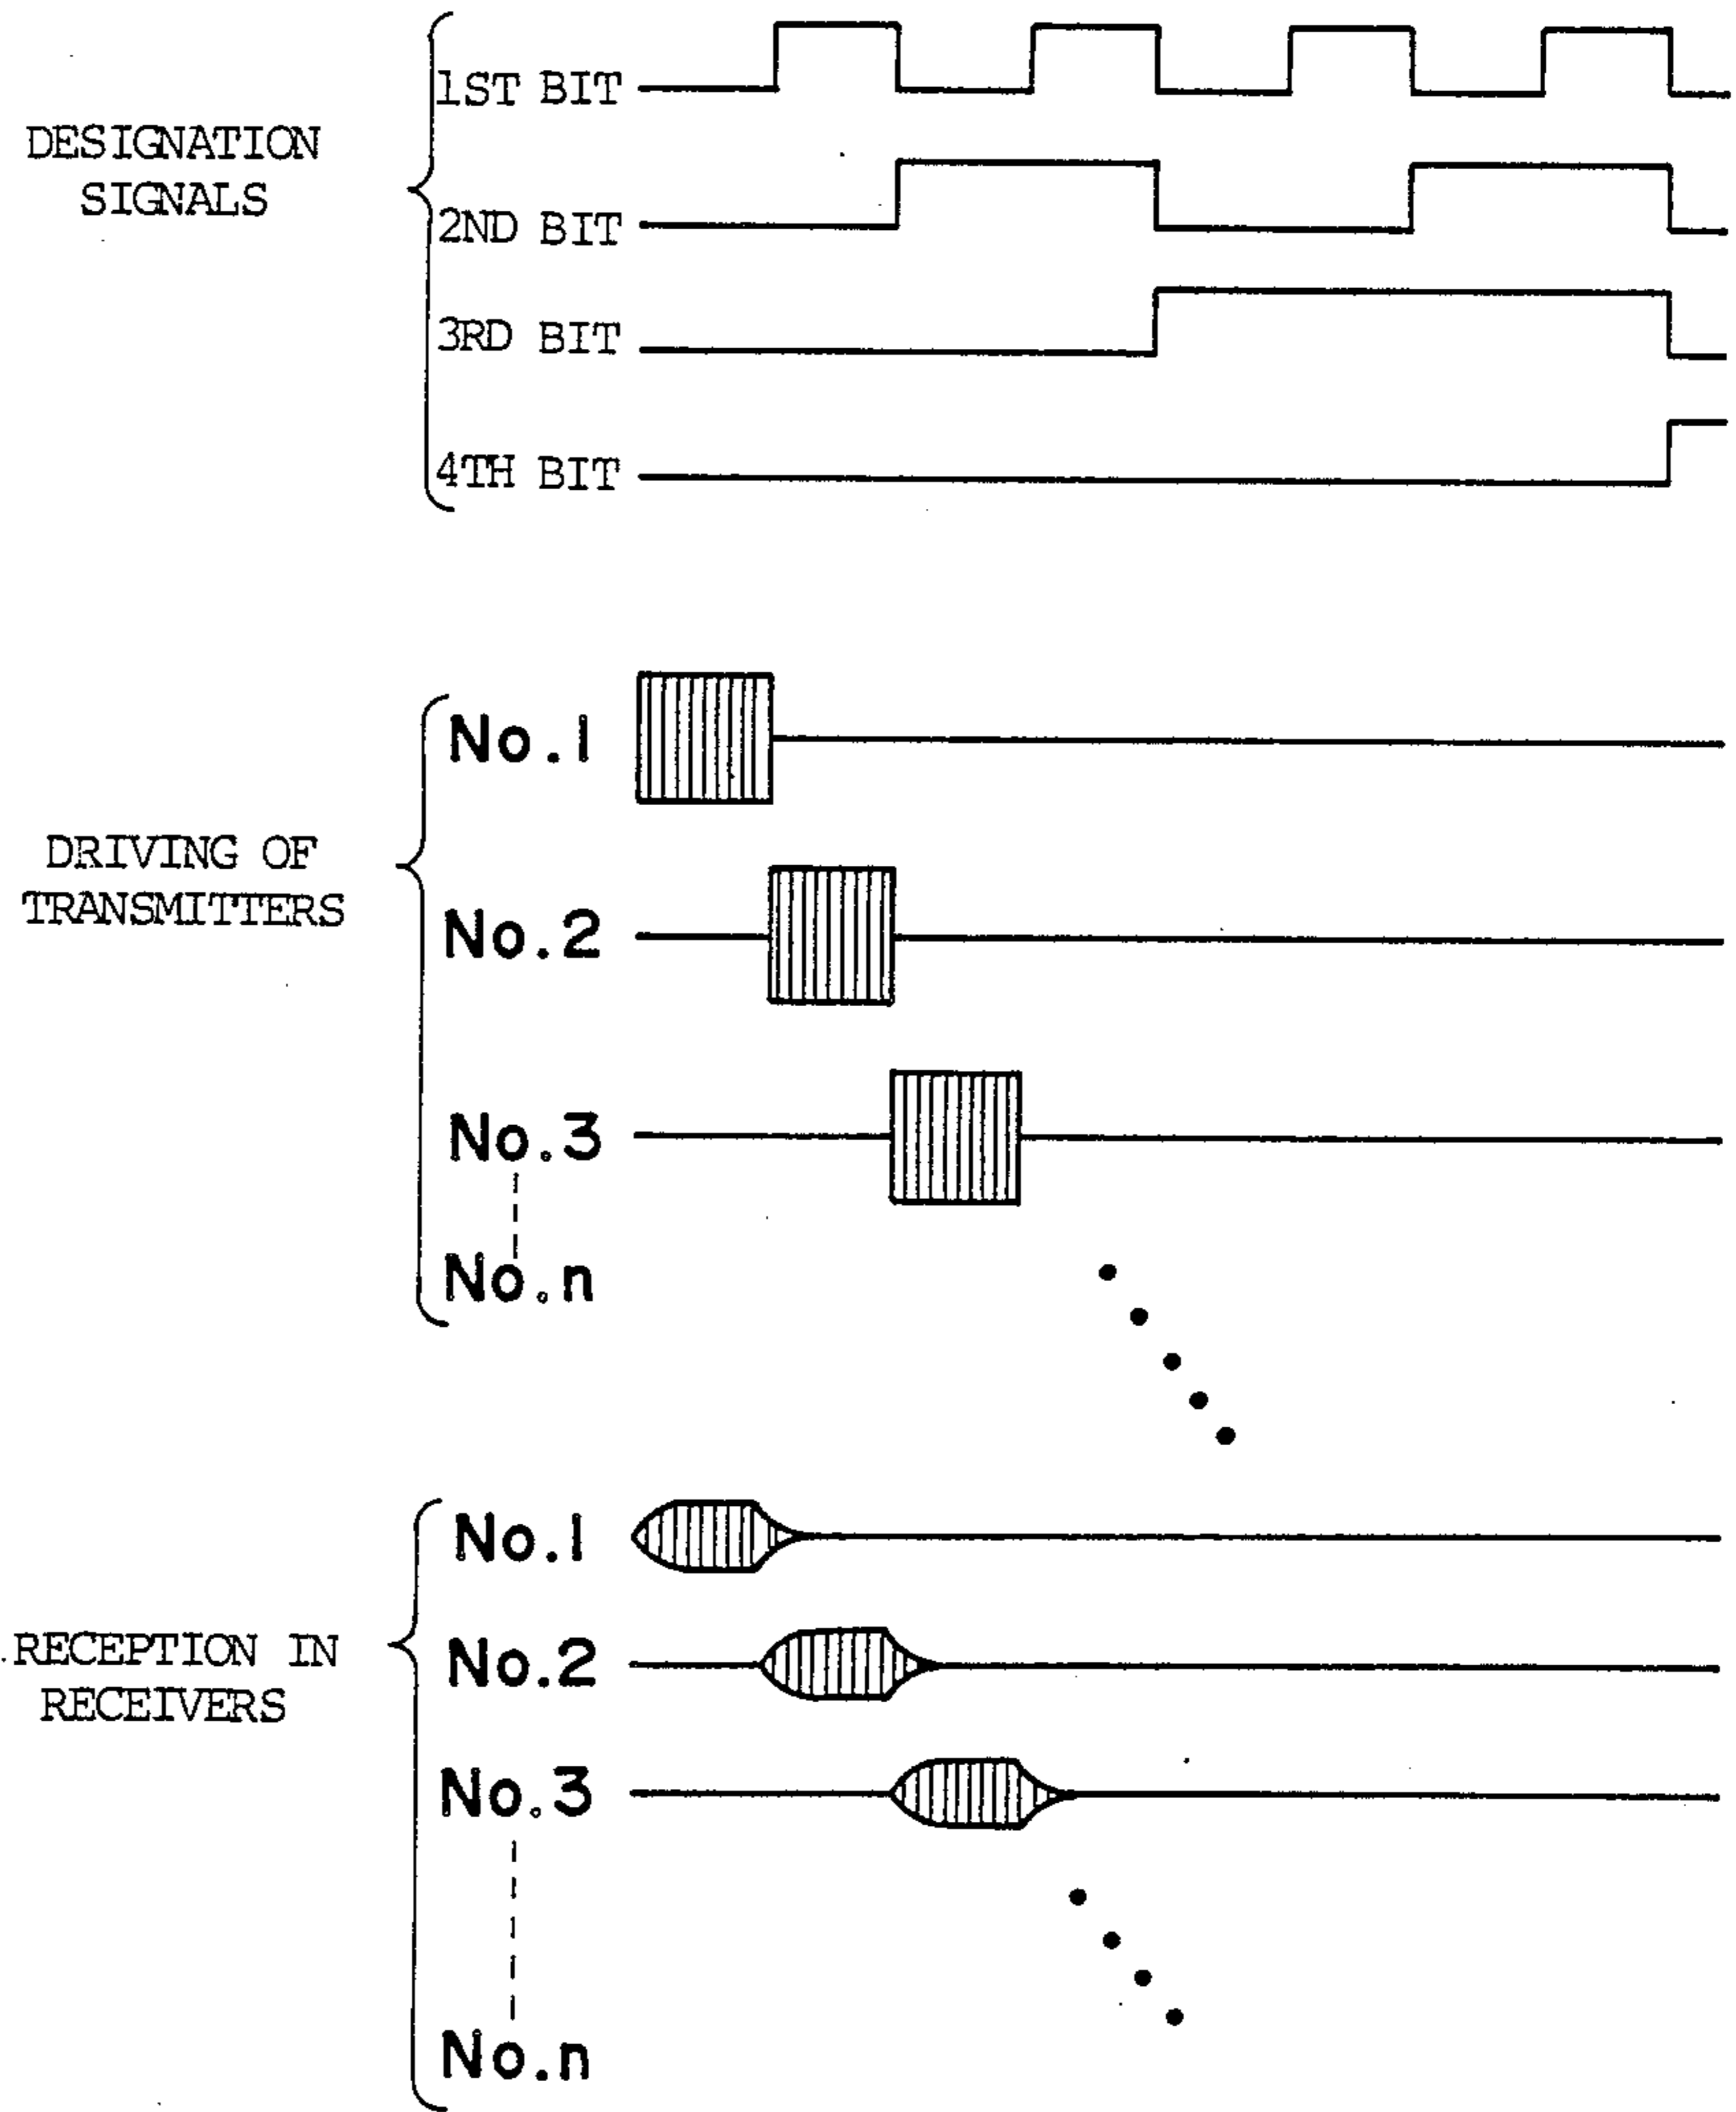 DESIGNATION
SIGNALS
1ST BIT
2ND BIT
3RD BIT
4TH BIT
DRIVING OF
TRANSMITTERS
No.1
No.2
No.3
No.n
RECEPTION IN
RECEIVERS
No.1
No.2
No.3
No.n